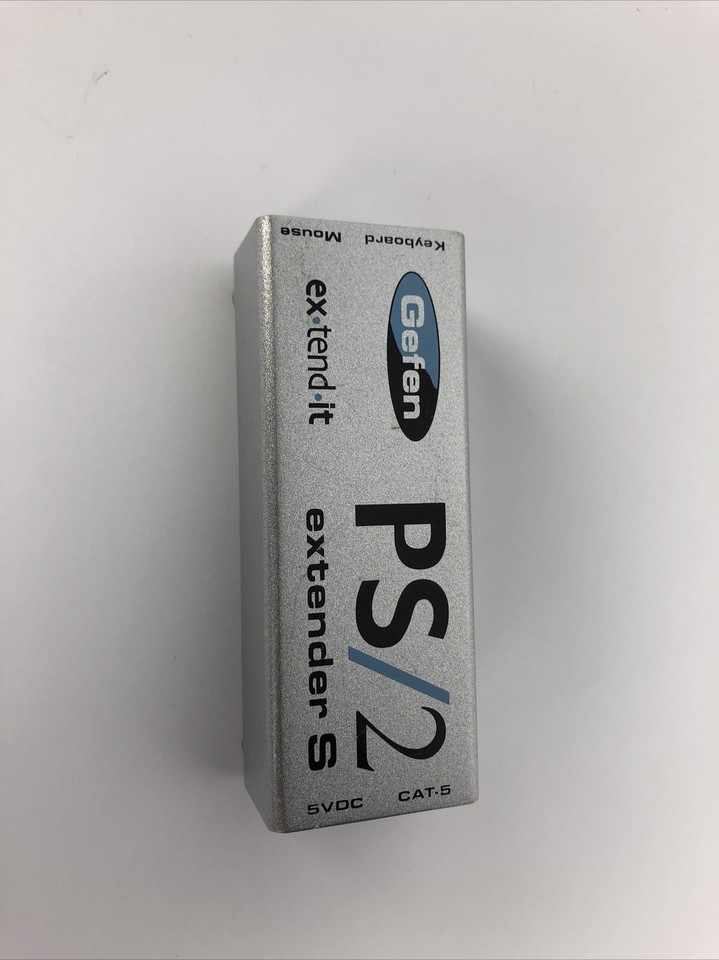 Mouse Keyboard
Gefen
ex·tend·it
PS/2
extender S
5VDC CAT-5